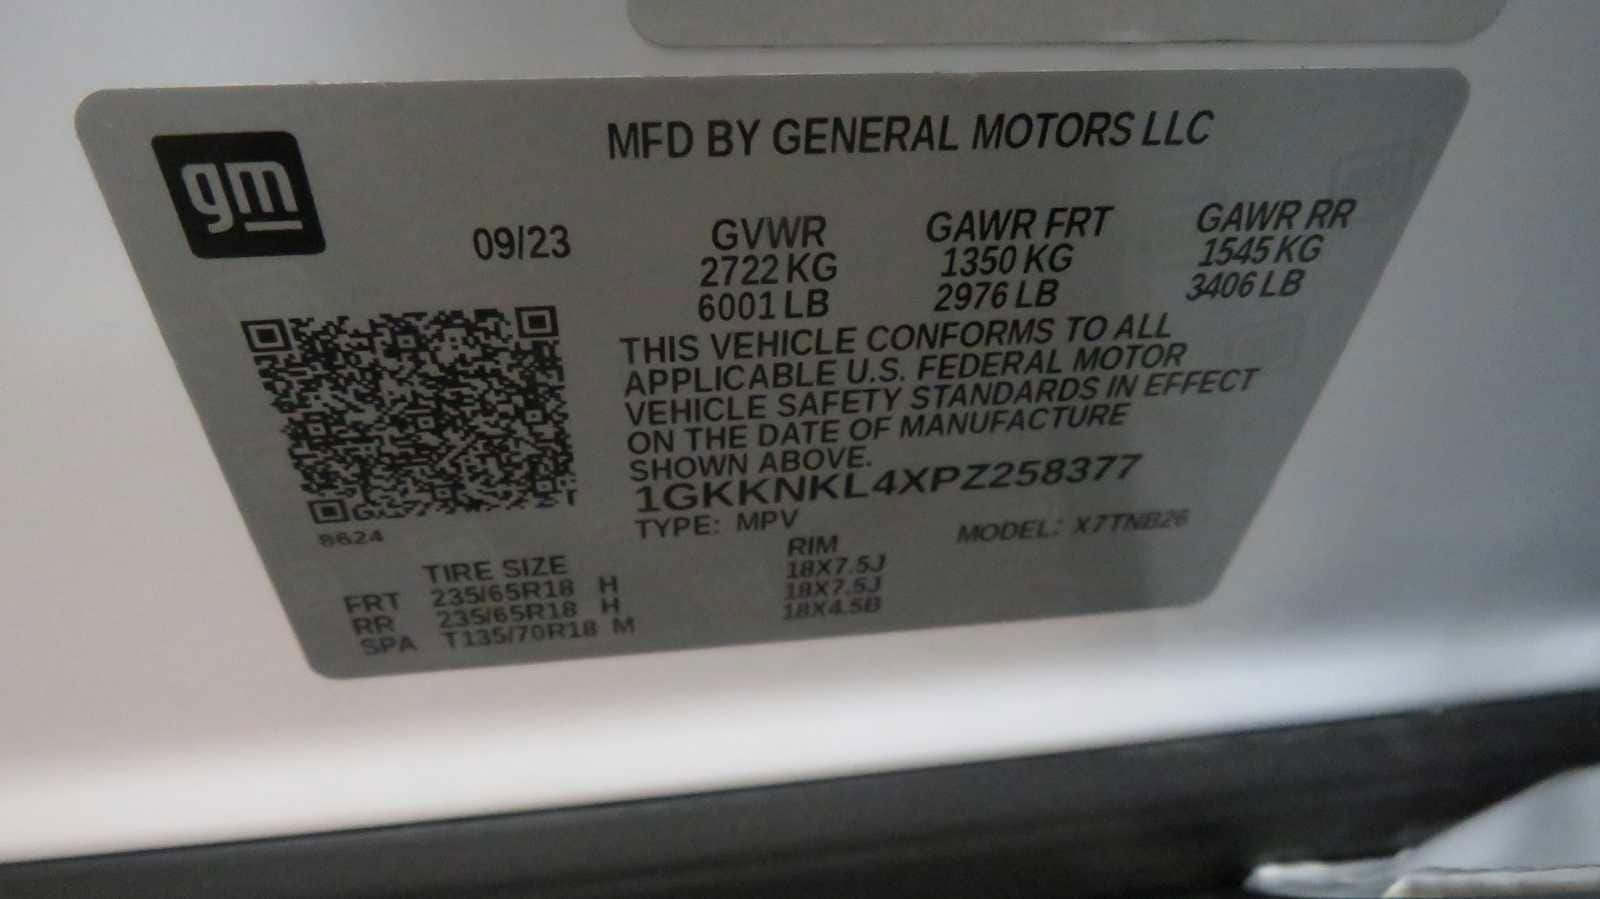 gm
MFD BY GENERAL MOTORS LLC
09/23
GVWR
2722 KG
6001 LB
GAWR FRT
1350 KG
2976 LB
GAWR RR
1545 KG
3406 LB
THIS VEHICLE CONFORMS TO ALL
APPLICABLE U.S. FEDERAL MOTOR
VEHICLE SAFETY STANDARDS IN EFFECT
ON THE DATE OF MANUFACTURE
SHOWN ABOVE.
1GKKNKL4XPZ258377
TYPE: MPV MODEL: X7TNB26
8624
TIRE SIZE RIM
FRT 235/65R18 H 18X7.5J
RR 235/65R18 H 18X7.5J
SPA T135/70R18 M 18X4.5B